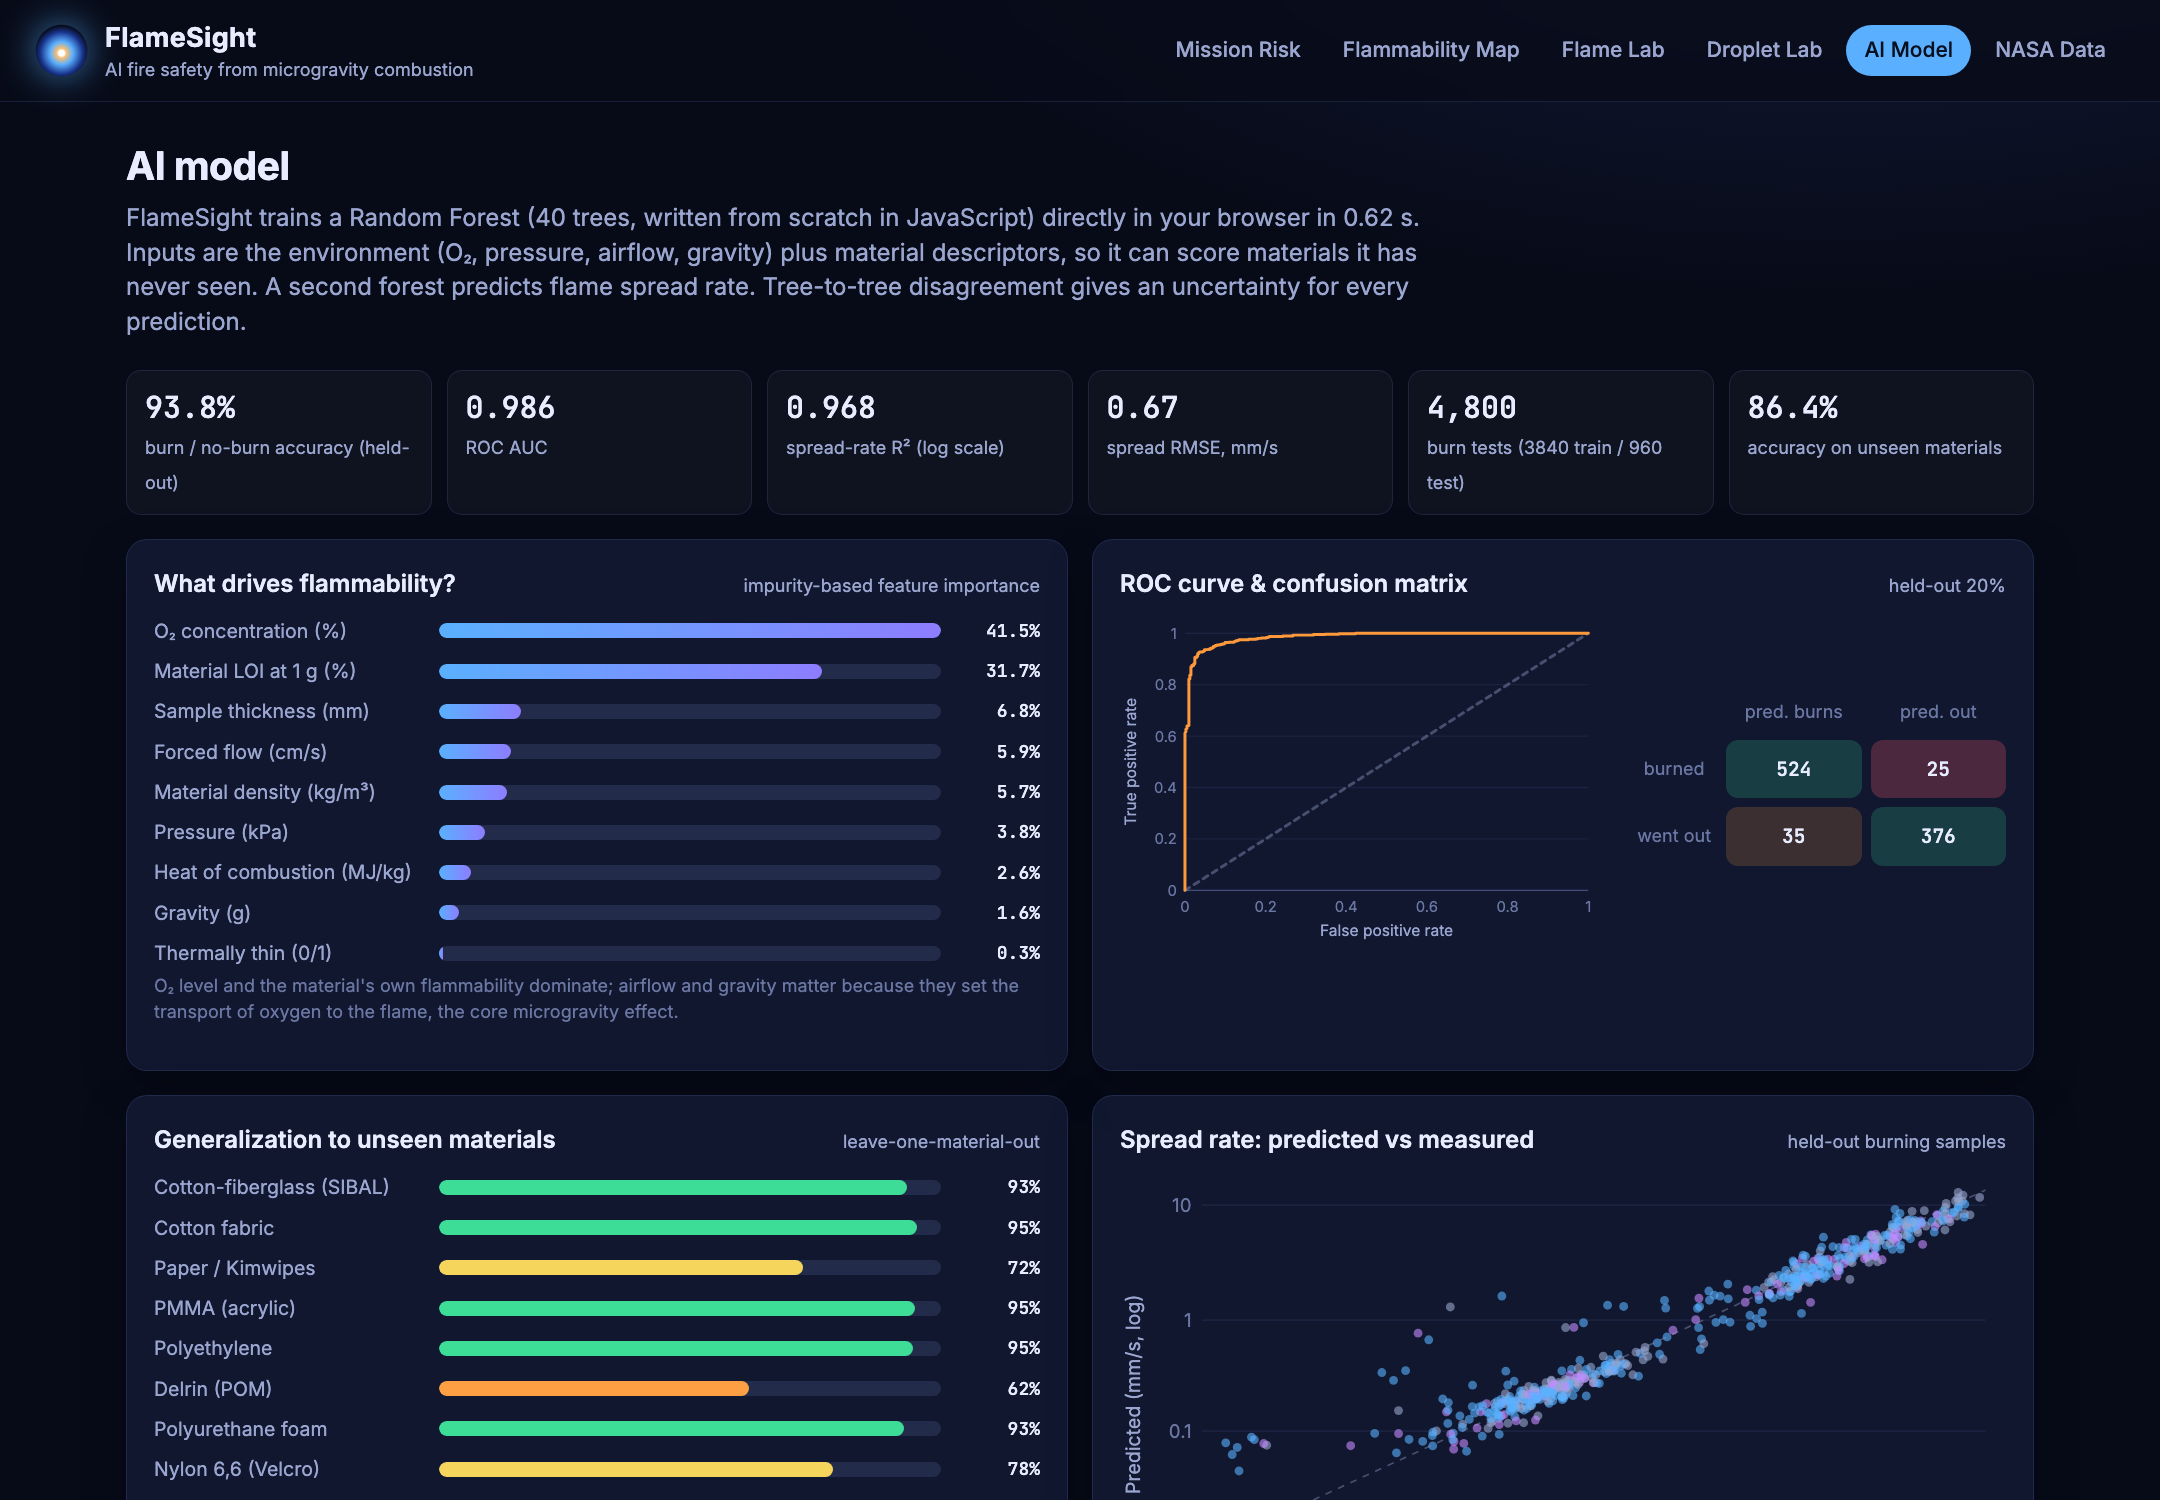 FlameSight
AI fire safety from microgravity combustion
Mission Risk
Flammability Map
Flame Lab
Droplet Lab
AI Model
NASA Data
AI model
FlameSight trains a Random Forest (40 trees, written from scratch in JavaScript) directly in your browser in 0.62 s.
Inputs are the environment (O₂, pressure, airflow, gravity) plus material descriptors, so it can score materials it has
never seen. A second forest predicts flame spread rate. Tree-to-tree disagreement gives an uncertainty for every
prediction.
93.8%
burn / no-burn accuracy (held-
out)
0.986
ROC AUC
0.968
spread-rate R² (log scale)
0.67
spread RMSE, mm/s
4,800
burn tests (3840 train / 960
test)
86.4%
accuracy on unseen materials
What drives flammability?
impurity-based feature importance
O₂ concentration (%) 41.5%
Material LOI at 1 g (%) 31.7%
Sample thickness (mm) 6.8%
Forced flow (cm/s) 5.9%
Material density (kg/m³) 5.7%
Pressure (kPa) 3.8%
Heat of combustion (MJ/kg) 2.6%
Gravity (g) 1.6%
Thermally thin (0/1) 0.3%
O₂ level and the material's own flammability dominate; airflow and gravity matter because they set the
transport of oxygen to the flame, the core microgravity effect.
ROC curve & confusion matrix
held-out 20%
1
0.8
0.6
0.4
0.2
0
True positive rate
0 0.2 0.4 0.6 0.8 1
False positive rate
pred. burns pred. out
burned 524 25
went out 35 376
Generalization to unseen materials
leave-one-material-out
Cotton-fiberglass (SIBAL) 93%
Cotton fabric 95%
Paper / Kimwipes 72%
PMMA (acrylic) 95%
Polyethylene 95%
Delrin (POM) 62%
Polyurethane foam 93%
Nylon 6,6 (Velcro) 78%
Spread rate: predicted vs measured
held-out burning samples
10
1
0.1
Predicted (mm/s, log)